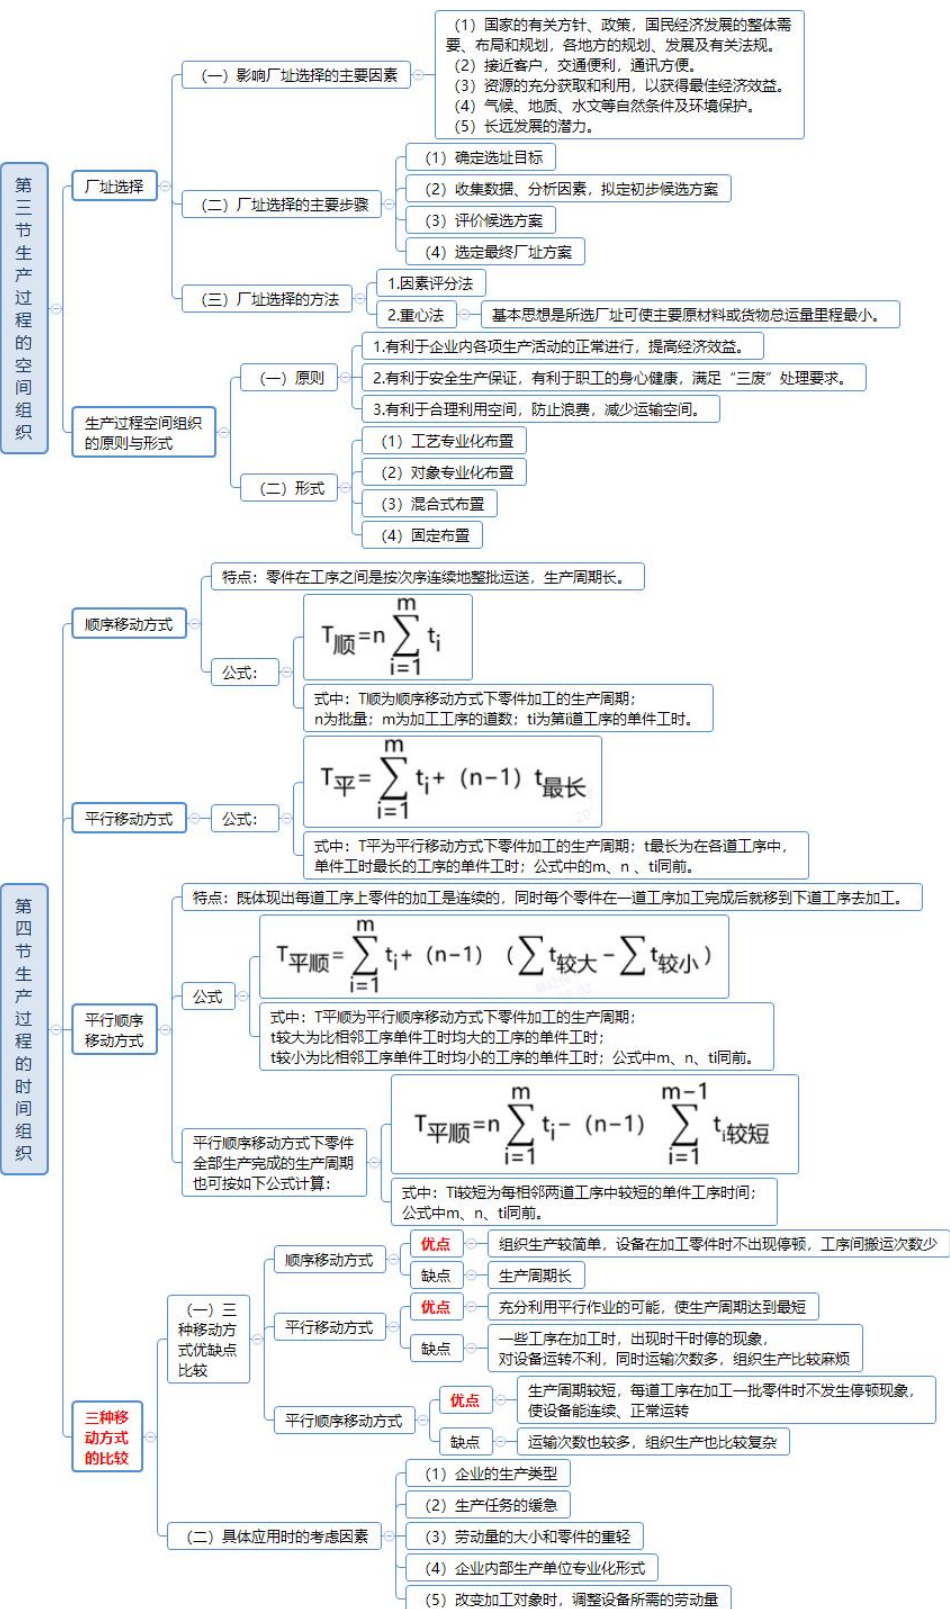 第三节生产过程的空间组织
厂址选择
（一）影响厂址选择的主要因素
（1）国家的有关方针、政策，国民经济发展的整体需
要、布局和规划，各地方的规划、发展及有关法规。
（2）接近客户，交通便利，通讯方便。
（3）资源的充分获取和利用，以获得最佳经济效益。
（4）气候、地质、水文等自然条件及环境保护。
（5）长远发展的潜力。
（二）厂址选择的主要步骤
（1）确定选址目标
（2）收集数据、分析因素，拟定初步候选方案
（3）评价候选方案
（4）选定最终厂址方案
（三）厂址选择的方法
1.因素评分法
2.重心法
基本思想是所选厂址可使主要原材料或货物总运量里程最小。
生产过程空间组织
的原则与形式
（一）原则
1.有利于企业内各项生产活动的正常进行，提高经济效益。
2.有利于安全生产保证，有利于职工的身心健康，满足“三废”处理要求。
3.有利于合理利用空间，防止浪费，减少运输空间。
（二）形式
（1）工艺专业化布置
（2）对象专业化布置
（3）混合式布置
（4）固定布置
第四节生产过程的时间组织
顺序移动方式
特点：零件在工序之间是按次序连续地整批运送，生产周期长。
公式：
T顺=n∑(i=1→m) ti
式中：T顺为顺序移动方式下零件加工的生产周期；
n为批量；m为加工工序的道数；ti为第i道工序的单件工时。
平行移动方式
公式：
T平=∑(i=1→m) ti+（n-1）t最长
式中：T平为平行移动方式下零件加工的生产周期；t最长为在各道工序中，
单件工时最长的工序的单件工时；公式中的m、n 、ti同前。
平行顺序
移动方式
特点：既体现出每道工序上零件的加工是连续的，同时每个零件在一道工序加工完成后就移到下道工序去加工。
公式
T平顺=∑(i=1→m) ti+（n-1）（∑t较大-∑t较小）
式中：T平顺为平行顺序移动方式下零件加工的生产周期；
t较大为比相邻工序单件工时均大的工序的单件工时；
t较小为比相邻工序单件工时均小的工序的单件工时；公式中m、n、ti同前。
平行顺序移动方式下零件
全部生产完成的生产周期
也可按如下公式计算：
T平顺=n∑(i=1→m) ti-（n-1）∑(i=1→m-1) ti较短
式中：Ti较短为每相邻两道工序中较短的单件工序时间；
公式中m、n、ti同前。
三种移
动方式
的比较
（一）三
种移动方
式优缺点
比较
顺序移动方式
优点
组织生产较简单，设备在加工零件时不出现停顿，工序间搬运次数少
缺点
生产周期长
平行移动方式
优点
充分利用平行作业的可能，使生产周期达到最短
缺点
一些工序在加工时，出现时干时停的现象，
对设备运转不利，同时运输次数多，组织生产比较麻烦
平行顺序移动方式
优点
生产周期较短，每道工序在加工一批零件时不发生停顿现象，
使设备能连续、正常运转
缺点
运输次数也较多，组织生产也比较复杂
（二）具体应用时的考虑因素
（1）企业的生产类型
（2）生产任务的缓急
（3）劳动量的大小和零件的重轻
（4）企业内部生产单位专业化形式
（5）改变加工对象时，调整设备所需的劳动量